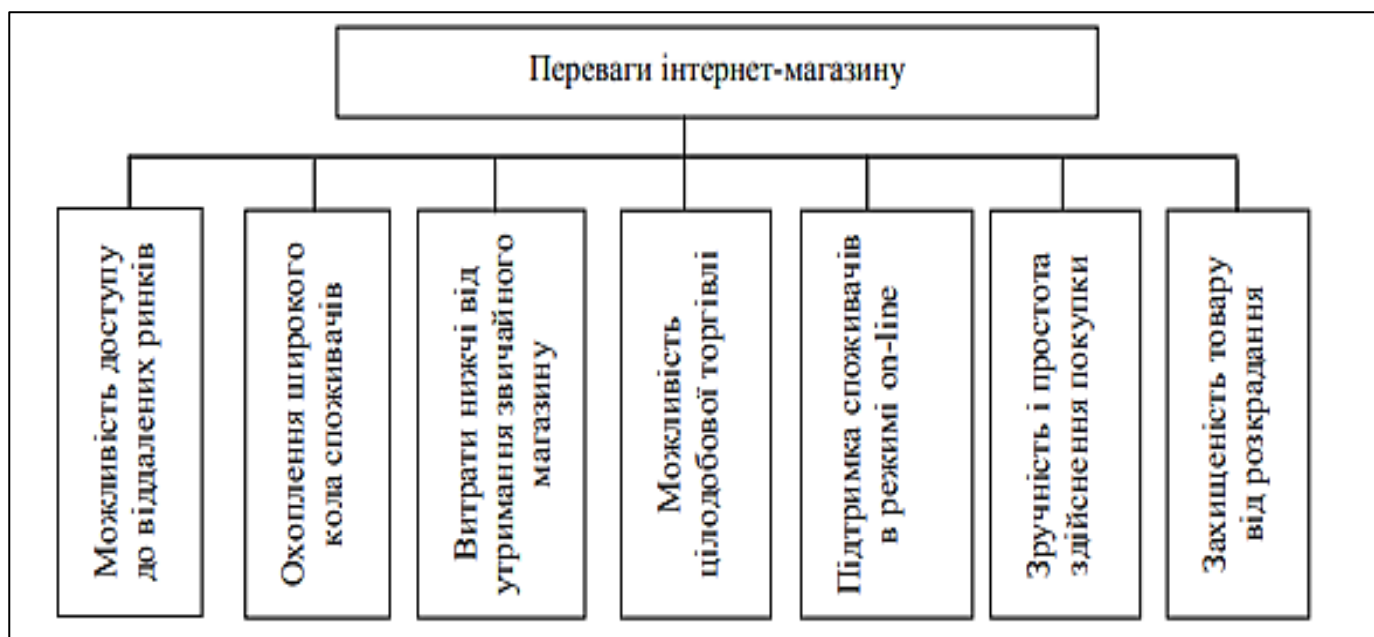 Переваги інтернет-магазину
Можливість доступу
до віддалених ринків
Охоплення широкого
кола споживачів
Витрати нижчі від
утримання звичайного
магазину
Можливість
цілодобової торгівлі
Підтримка споживачів
в режимі on-line
Зручність і простота
здійснення покупки
Захищеність товару
від розкрадання